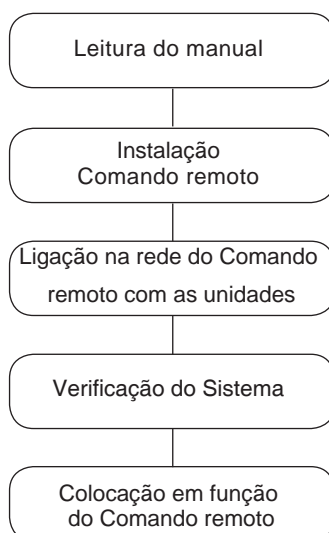 Leitura do manual
Instalação
Comando remoto
Ligação na rede do Comando
remoto com as unidades
Verificação do Sistema
Colocação em função
do Comando remoto